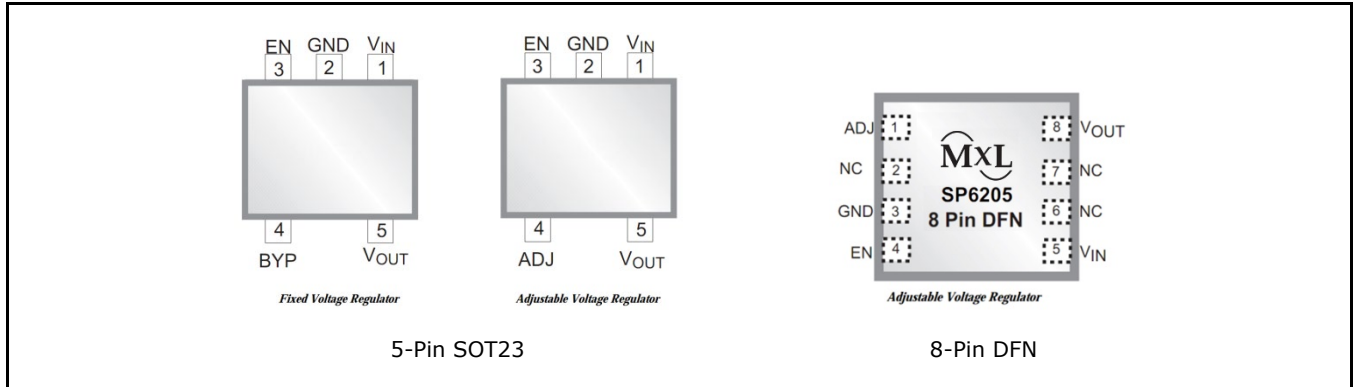 EN GND VIN
3 2 1
4 5
BYP VOUT
Fixed Voltage Regulator
EN GND VIN
3 2 1
4 5
ADJ VOUT
Adjustable Voltage Regulator
5-Pin SOT23
ADJ 1 8 VOUT
NC 2 7 NC
GND 3 6 NC
EN 4 5 VIN
MxL
SP6205
8 Pin DFN
Adjustable Voltage Regulator
8-Pin DFN